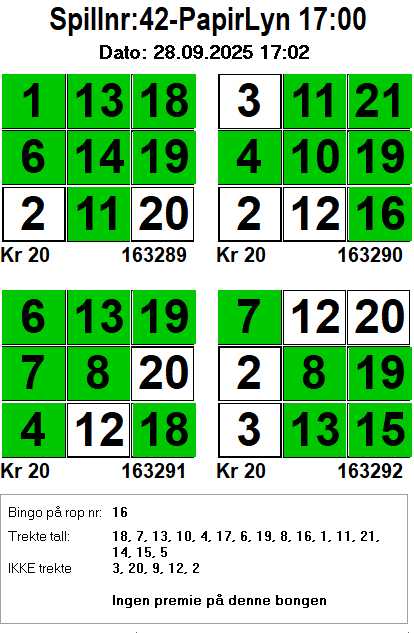 Spillnr:42-PapirLyn 17:00
Dato: 28.09.2025 17:02
1 13 18 3 11 21
6 14 19 4 10 19
2 11 20 2 12 16
Kr 20 163289 Kr 20 163290
6 13 19 7 12 20
7 8 20 2 8 19
4 12 18 3 13 15
Kr 20 163291 Kr 20 163292
Bingo på rop nr: 16
Trekte tall: 18, 7, 13, 10, 4, 17, 6, 19, 8, 16, 1, 11, 21,
14, 15, 5
IKKE trekte 3, 20, 9, 12, 2
Ingen premie på denne bongen